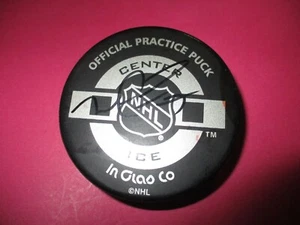 OFFICIAL PRACTICE PUCK
CENTER
NHL
TM
ICE
In Glas Co
©NHL